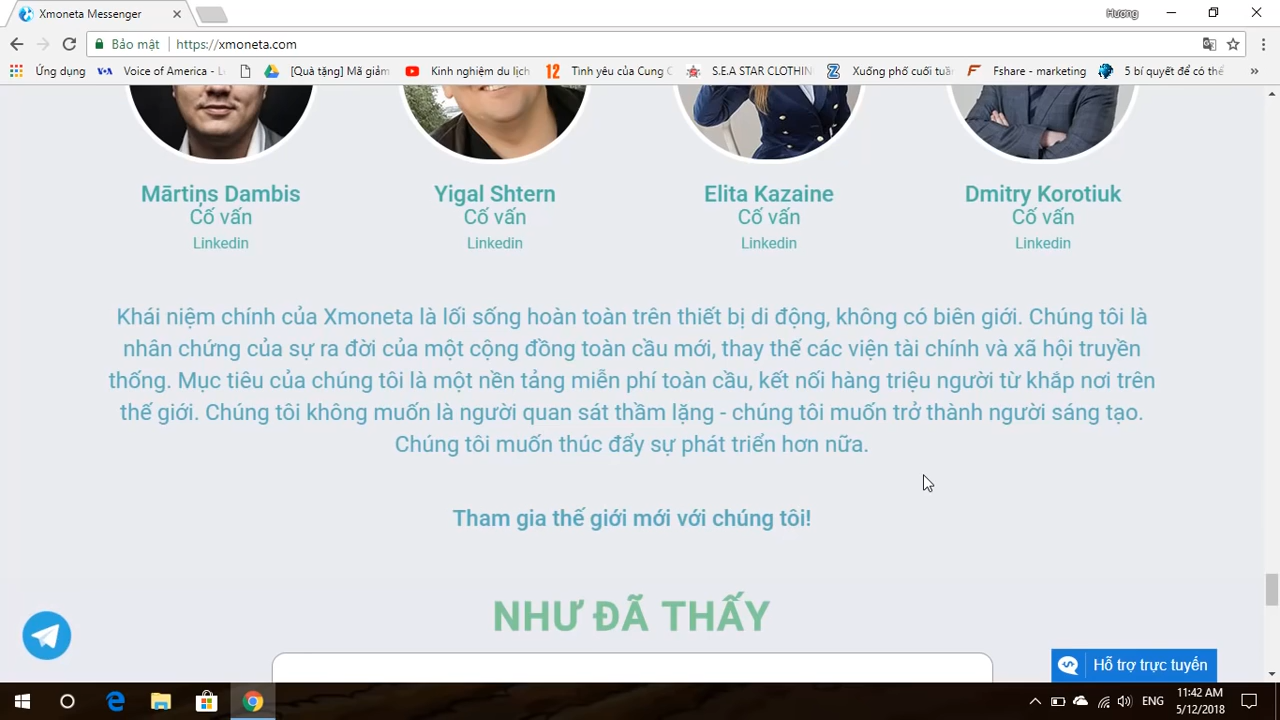 Xmoneta Messenger
Hương
Bảo mật
https://xmoneta.com
Ứng dụng
Voice of America - L
[Quà tặng] Mã giảm
Kinh nghiệm du lịch
12 Tinh yêu của Cung C
S.E.A STAR CLOTHIN
Xuống phố cuối tuần
Fshare - marketing
5 bí quyết để có thể
Mārtiņs Dambis
Cố vấn
Linkedin
Yigal Shtern
Cố vấn
Linkedin
Elita Kazaine
Cố vấn
Linkedin
Dmitry Korotiuk
Cố vấn
Linkedin
Khái niệm chính của Xmoneta là lối sống hoàn toàn trên thiết bị di động, không có biên giới. Chúng tôi là
nhân chứng của sự ra đời của một cộng đồng toàn cầu mới, thay thế các viện tài chính và xã hội truyền
thống. Mục tiêu của chúng tôi là một nền tảng miễn phí toàn cầu, kết nối hàng triệu người từ khắp nơi trên
thế giới. Chúng tôi không muốn là người quan sát thầm lặng - chúng tôi muốn trở thành người sáng tạo.
Chúng tôi muốn thúc đẩy sự phát triển hơn nữa.
Tham gia thế giới mới với chúng tôi!
NHƯ ĐÃ THẤY
Hỗ trợ trực tuyến
ENG
11:42 AM
5/12/2018